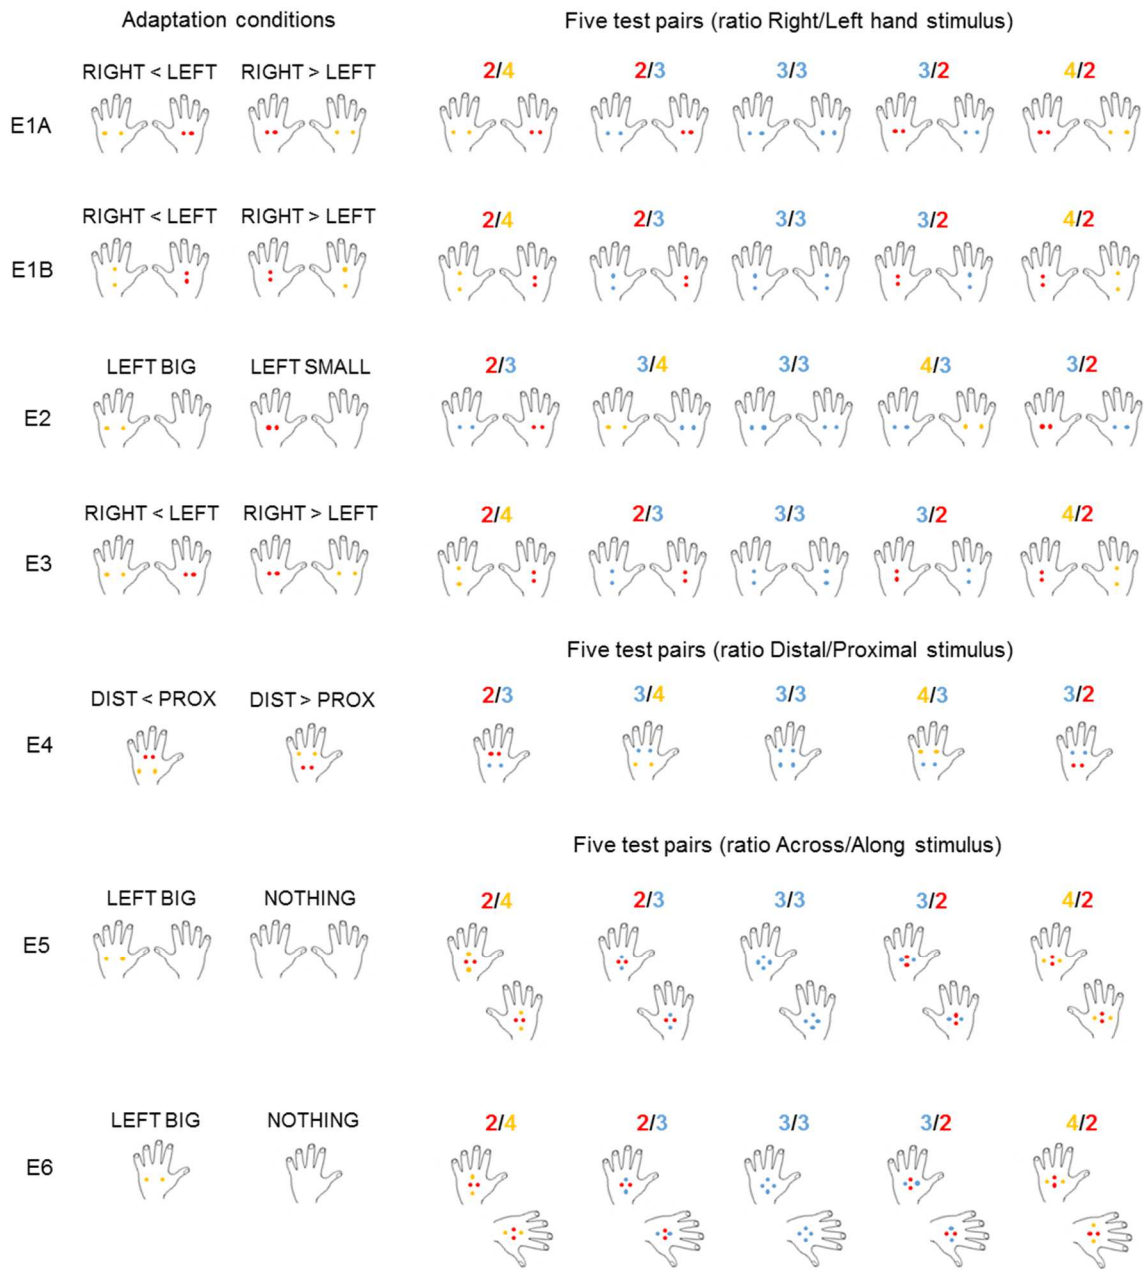 Adaptation conditions Five test pairs (ratio Right/Left hand stimulus)
RIGHT < LEFT RIGHT > LEFT 2/4 2/3 3/3 3/2 4/2
E1A
RIGHT < LEFT RIGHT > LEFT 2/4 2/3 3/3 3/2 4/2
E1B
LEFT BIG LEFT SMALL 2/3 3/4 3/3 4/3 3/2
E2
RIGHT < LEFT RIGHT > LEFT 2/4 2/3 3/3 3/2 4/2
E3
Five test pairs (ratio Distal/Proximal stimulus)
DIST < PROX DIST > PROX 2/3 3/4 3/3 4/3 3/2
E4
Five test pairs (ratio Across/Along stimulus)
LEFT BIG NOTHING 2/4 2/3 3/3 3/2 4/2
E5
LEFT BIG NOTHING 2/4 2/3 3/3 3/2 4/2
E6